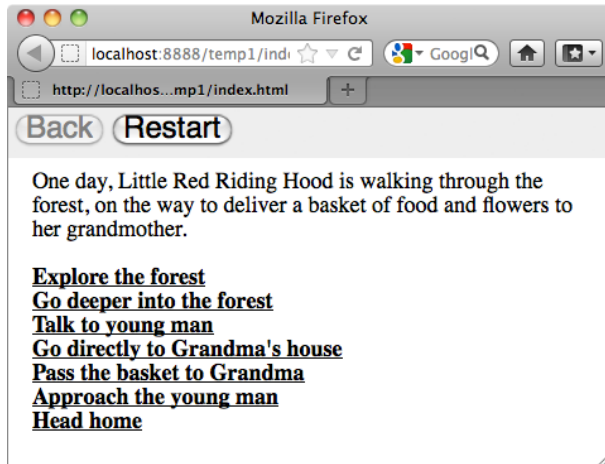 Mozilla Firefox
localhost:8888/temp1/inde
Googl
http://localhos...mp1/index.html
Back Restart
One day, Little Red Riding Hood is walking through the
forest, on the way to deliver a basket of food and flowers to
her grandmother.
Explore the forest
Go deeper into the forest
Talk to young man
Go directly to Grandma's house
Pass the basket to Grandma
Approach the young man
Head home